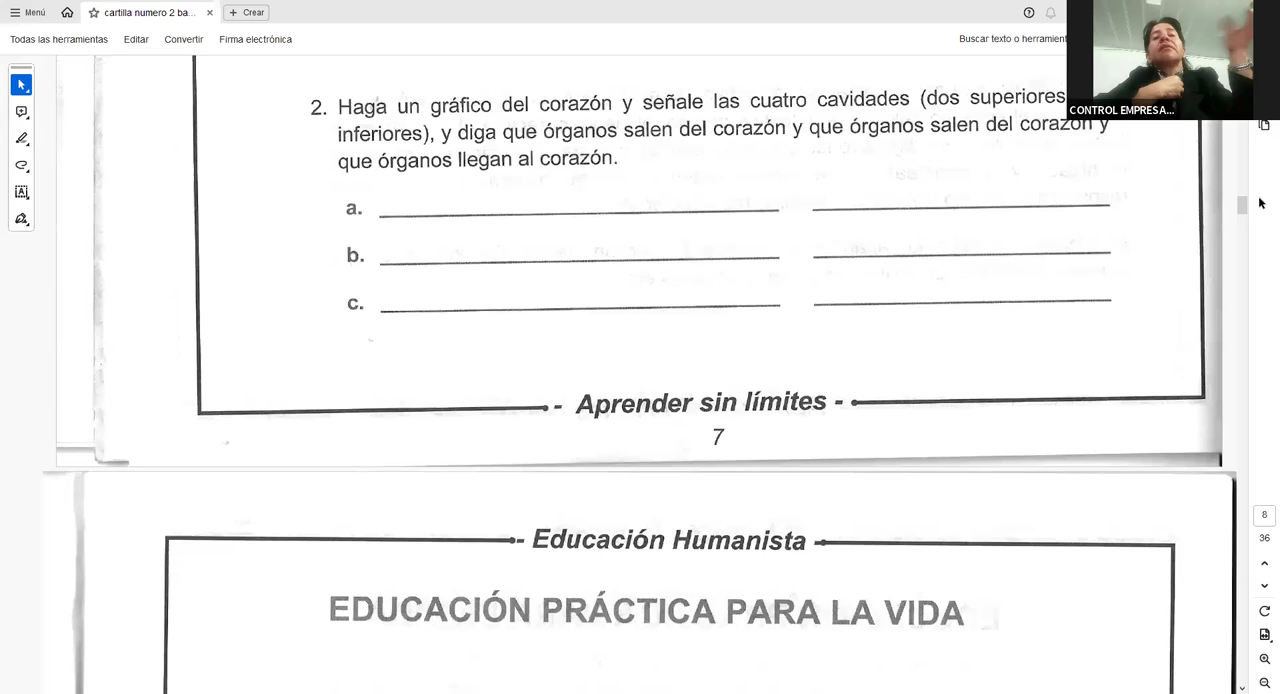 Menú
cartilla numero 2 ba... ×
+ Crear
Todas las herramientas Editar Convertir Firma electrónica
Buscar texto o herramient
CONTROL EMPRESA...
2. Haga un gráfico del corazón y señale las cuatro cavidades (dos superiores
inferiores), y diga que órganos salen del corazón y que órganos salen del corazón y
que órganos llegan al corazón.
a.
b.
c.
- Aprender sin límites -
7
- Educación Humanista
EDUCACIÓN PRÁCTICA PARA LA VIDA
8
36